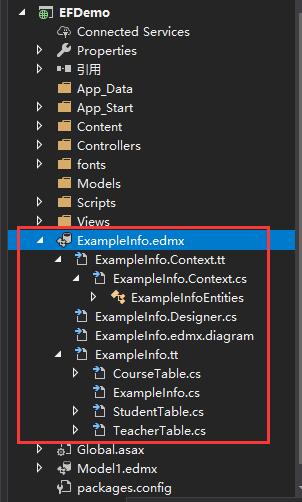 EFDemo
Connected Services
Properties
引用
App_Data
App_Start
Content
Controllers
fonts
Models
Scripts
Views
ExampleInfo.edmx
ExampleInfo.Context.tt
ExampleInfo.Context.cs
ExampleInfoEntities
ExampleInfo.Designer.cs
ExampleInfo.edmx.diagram
ExampleInfo.tt
CourseTable.cs
ExampleInfo.cs
StudentTable.cs
TeacherTable.cs
Global.asax
Model1.edmx
packages.config